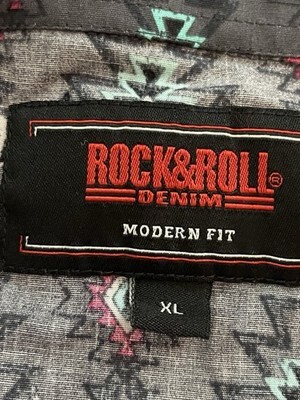 ROCK&ROLL®
DENIM
MODERN FIT
XL